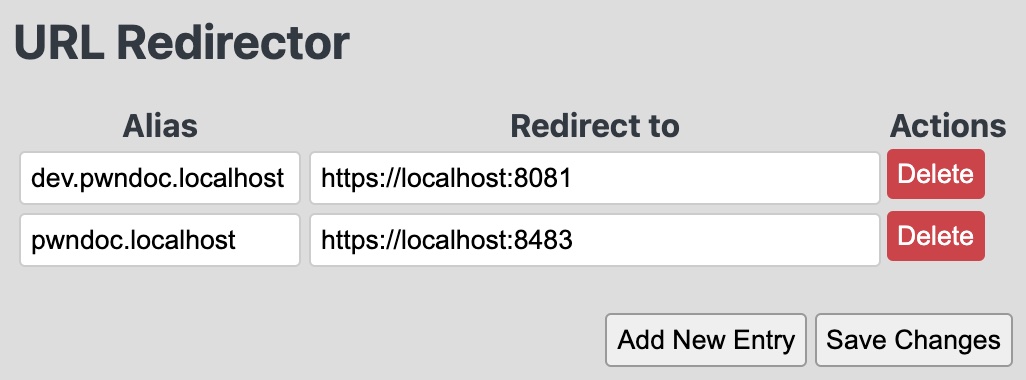 URL Redirector
Alias Redirect to Actions
dev.pwndoc.localhost https://localhost:8081 Delete
pwndoc.localhost https://localhost:8483 Delete
Add New Entry Save Changes